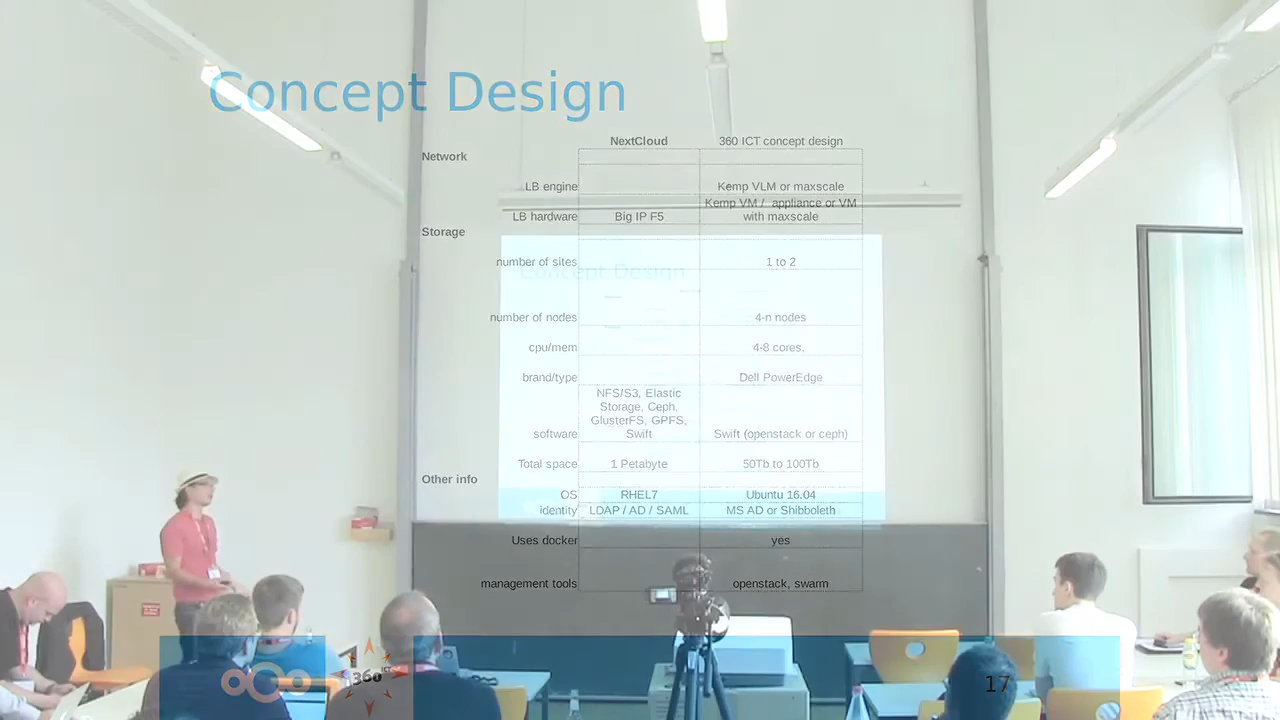 Concept Design
NextCloud 360 ICT concept design
Network
LB engine Kemp VLM or maxscale
Kemp VM / appliance or VM
LB hardware Big IP F5 with maxscale
Storage
number of sites 1 to 2
Concept Design
number of nodes 4-n nodes
cpu/mem 4-8 cores,
brand/type Dell PowerEdge
NFS/S3, Elastic
Storage, Ceph,
GlusterFS, GPFS,
software Swift Swift (openstack or ceph)
Total space 1 Petabyte 50Tb to 100Tb
Other info
OS RHEL7 Ubuntu 16.04
identity LDAP / AD / SAML MS AD or Shibboleth
Uses docker yes
management tools openstack, swarm
360 ICT
17